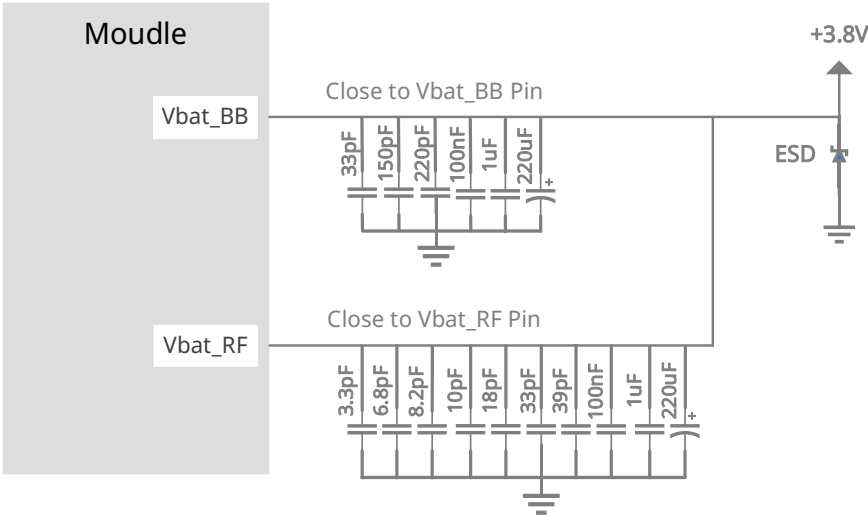 Moudle
+3.8V
Close to Vbat_BB Pin
Vbat_BB
33pF
150pF
220pF
100nF
1uF
220uF
+
ESD
Close to Vbat_RF Pin
Vbat_RF
3.3pF
6.8pF
8.2pF
10pF
18pF
33pF
39pF
100nF
1uF
220uF
+